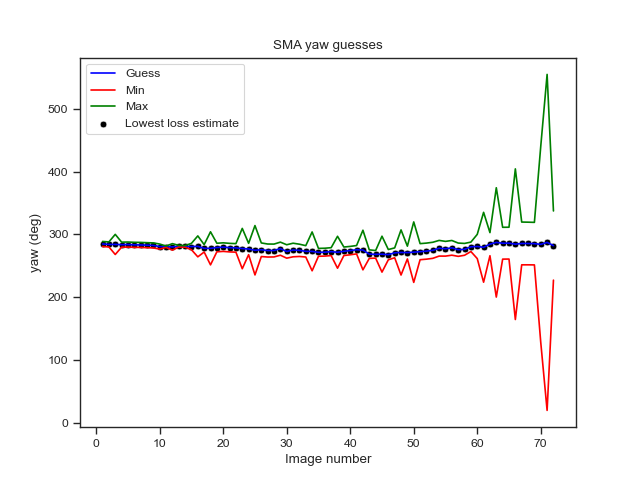 SMA yaw guesses
Guess
Min
Max
Lowest loss estimate
yaw (deg)
500
400
300
200
100
0
0 10 20 30 40 50 60 70
Image number